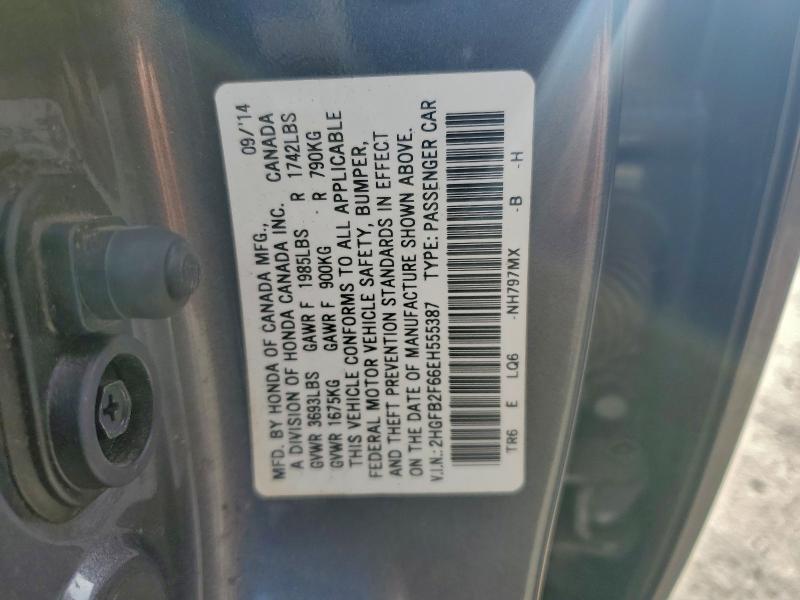 09/'14
MFD. BY HONDA OF CANADA MFG.,
A DIVISION OF HONDA CANADA INC. CANADA
GVWR 3693LBS GAWR F 1985LBS R 1742LBS
GVWR 1675KG GAWR F 900KG R 790KG
THIS VEHICLE CONFORMS TO ALL APPLICABLE
FEDERAL MOTOR VEHICLE SAFETY, BUMPER,
AND THEFT PREVENTION STANDARDS IN EFFECT
ON THE DATE OF MANUFACTURE SHOWN ABOVE.
V.I.N.: 2HGFB2F66EH555387 TYPE: PASSENGER CAR
TR6 E LQ6 -NH797MX -B -H